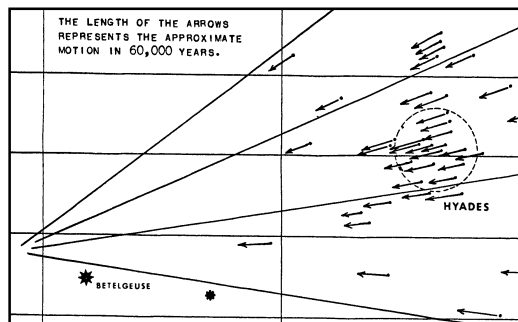 THE LENGTH OF THE ARROWS
REPRESENTS THE APPROXIMATE
MOTION IN 60,000 YEARS.
HYADES
BETELGEUSE